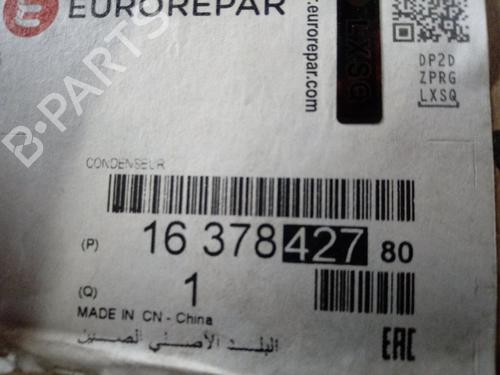 EUROREPAR
.eurorepar.com
LXSQ
DP2D
ZPRG
LXSQ
B-PARTS
CONDENSEUR
(P) 16 378 427 80
(Q) 1
MADE IN CN - China
البلد الأصلي الصين
EAC